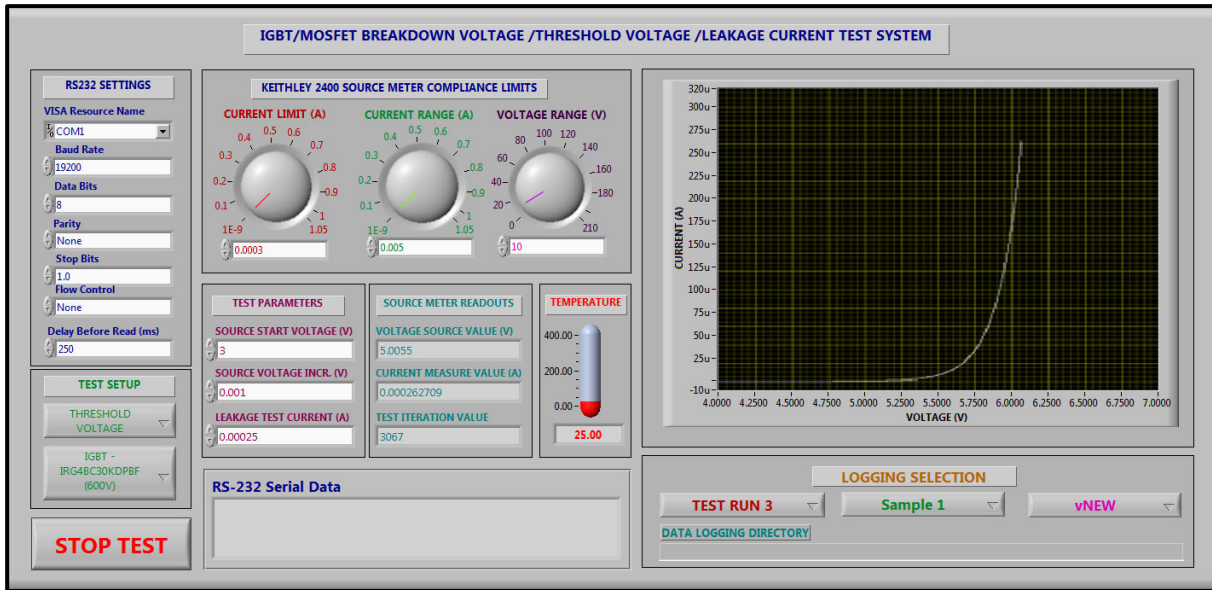 IGBT/MOSFET BREAKDOWN VOLTAGE /THRESHOLD VOLTAGE /LEAKAGE CURRENT TEST SYSTEM
RS232 SETTINGS
VISA Resource Name
COM1
Baud Rate
19200
Data Bits
8
Parity
None
Stop Bits
1.0
Flow Control
None
Delay Before Read (ms)
250
TEST SETUP
THRESHOLD
VOLTAGE
IGBT -
IRG4BC30KDPBF
(600V)
STOP TEST
KEITHLEY 2400 SOURCE METER COMPLIANCE LIMITS
CURRENT LIMIT (A)
1E-9
0.1
0.2
0.3
0.4
0.5
0.6
0.7
0.8
0.9
1
1.05
0.0003
CURRENT RANGE (A)
1E-9
0.1
0.2
0.3
0.4
0.5
0.6
0.7
0.8
0.9
1
1.05
0.005
VOLTAGE RANGE (V)
0
20
40
60
80
100
120
140
160
180
210
10
TEST PARAMETERS
SOURCE START VOLTAGE (V)
3
SOURCE VOLTAGE INCR. (V)
0.001
LEAKAGE TEST CURRENT (A)
0.00025
SOURCE METER READOUTS
VOLTAGE SOURCE VALUE (V)
5.0055
CURRENT MEASURE VALUE (A)
0.000262709
TEST ITERATION VALUE
3067
TEMPERATURE
400.00
200.00
0.00
25.00
RS-232 Serial Data
CURRENT (A)
320u
300u
275u
250u
225u
200u
175u
150u
125u
100u
75u
50u
25u
-10u
4.0000 4.2500 4.5000 4.7500 5.0000 5.2500 5.5000 5.7500 6.0000 6.2500 6.5000 6.7500 7.0000
VOLTAGE (V)
LOGGING SELECTION
TEST RUN 3
Sample 1
vNEW
DATA LOGGING DIRECTORY